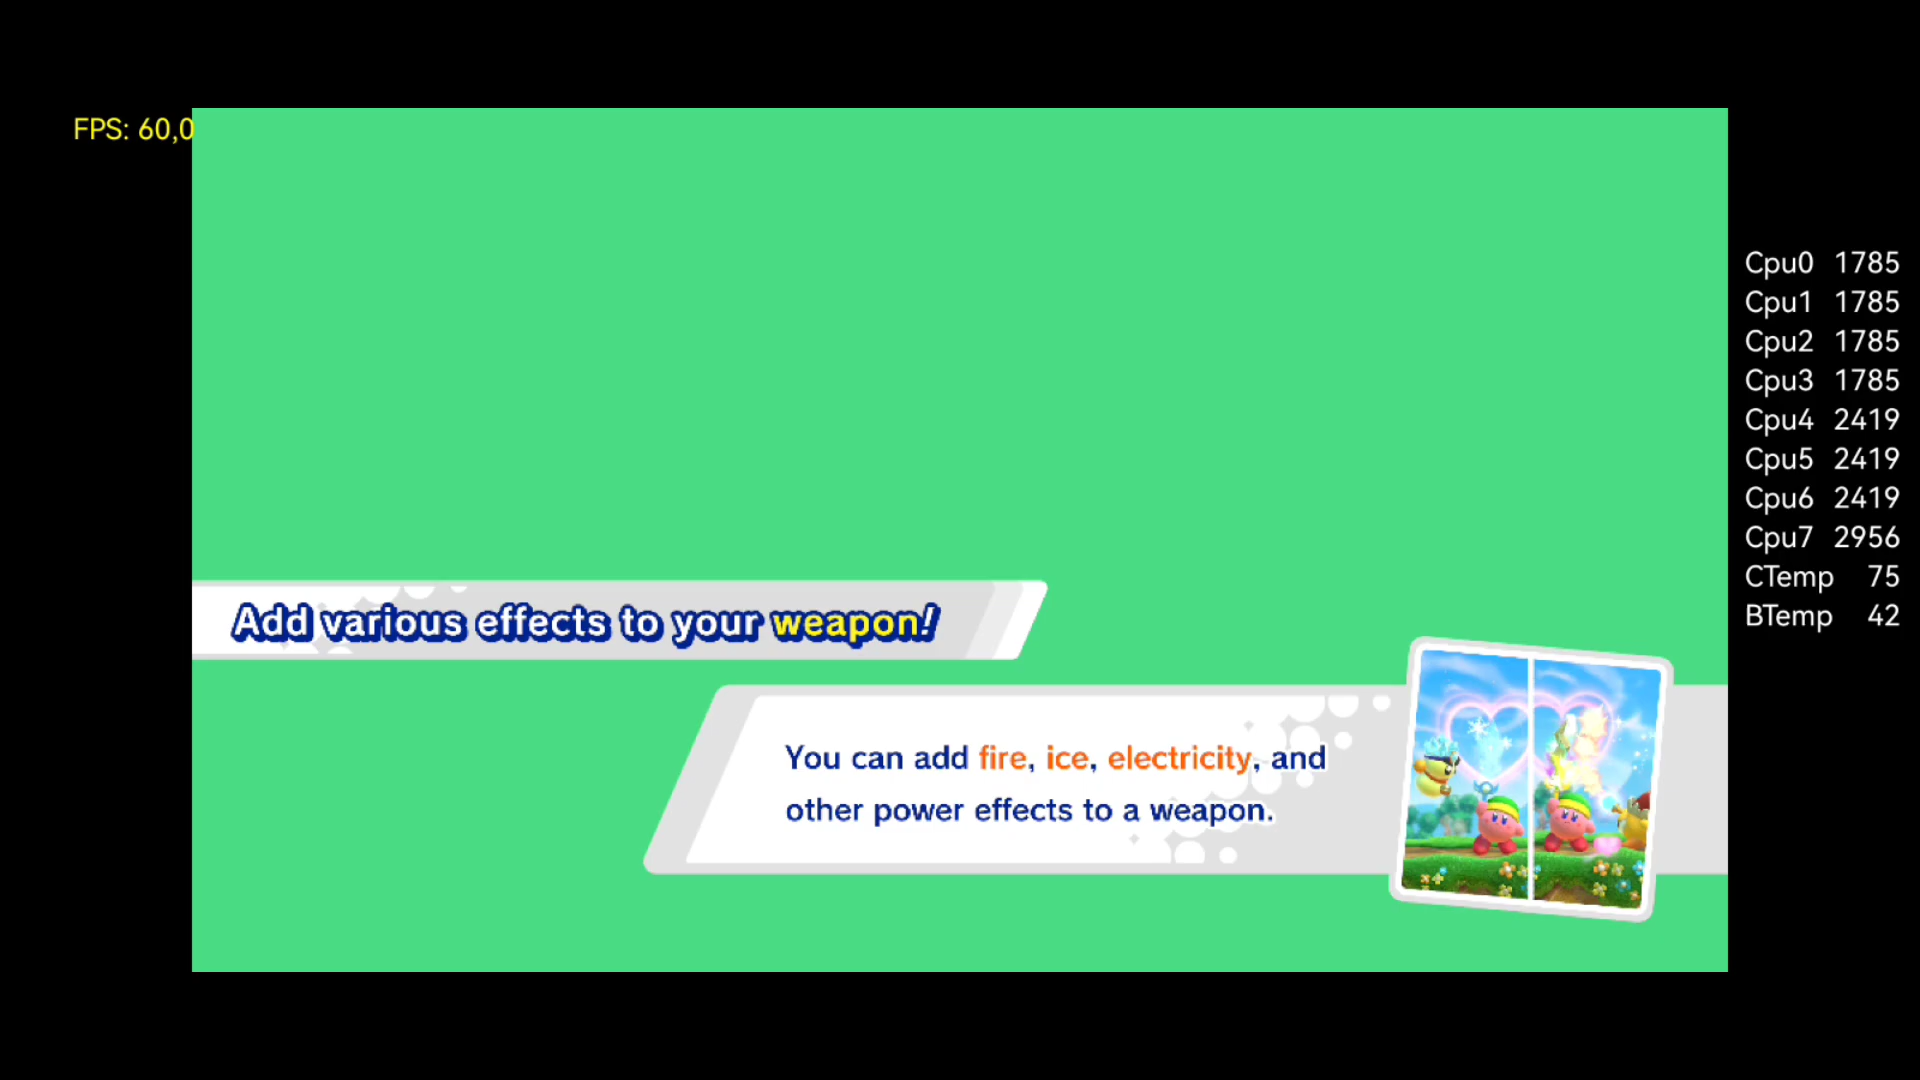 FPS: 60,0
Cpu0 1785
Cpu1 1785
Cpu2 1785
Cpu3 1785
Cpu4 2419
Cpu5 2419
Cpu6 2419
Cpu7 2956
CTemp 75
BTemp 42
Add various effects to your weapon!
You can add fire, ice, electricity, and
other power effects to a weapon.